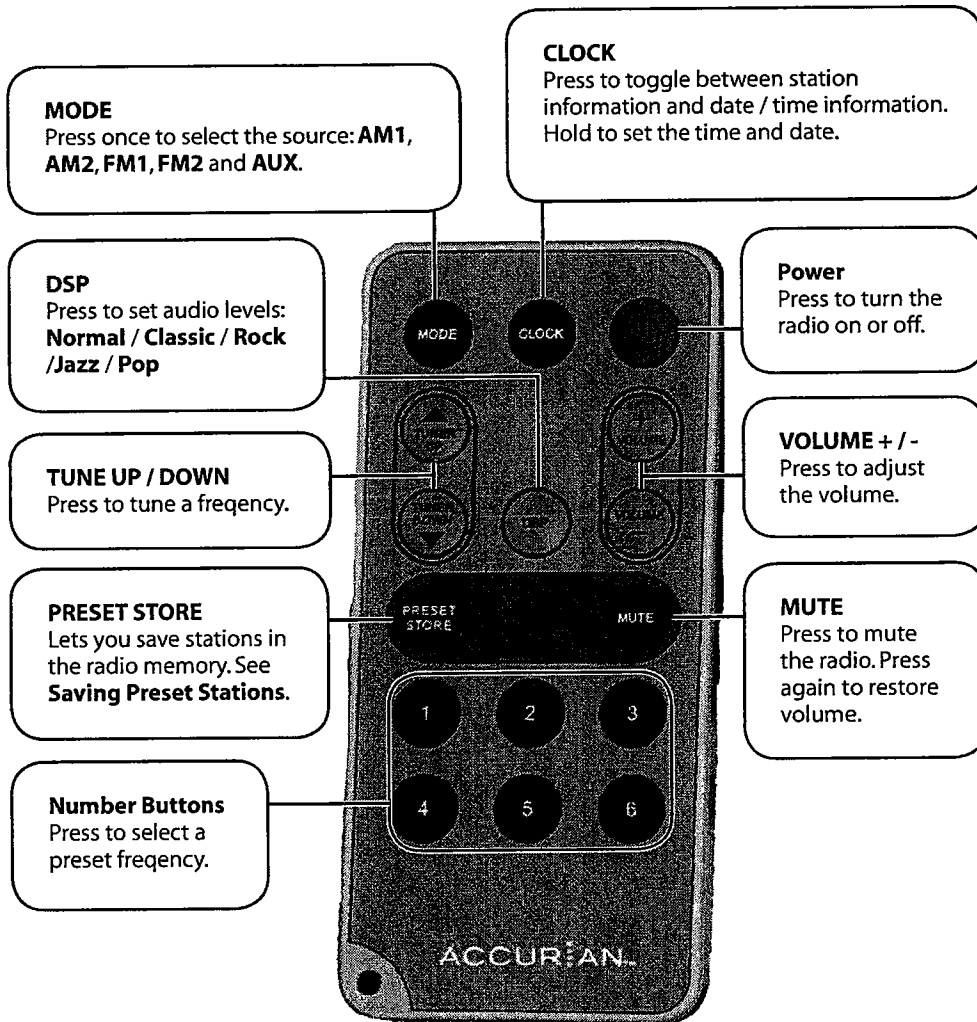 CLOCK
Press to toggle between station
information and date / time information.
Hold to set the time and date.
MODE
Press once to select the source: AM1,
AM2, FM1, FM2 and AUX.
DSP
Press to set audio levels:
Normal / Classic / Rock
/Jazz / Pop
Power
Press to turn the
radio on or off.
TUNE UP / DOWN
Press to tune a freqency.
VOLUME + / -
Press to adjust
the volume.
PRESET STORE
Lets you save stations in
the radio memory. See
Saving Preset Stations.
MUTE
Press to mute
the radio. Press
again to restore
volume.
Number Buttons
Press to select a
preset freqency.
MODE
CLOCK
+
VOLUME
DSP
VOLUME
-
PRESET
STORE
MUTE
1 2 3
4 5 6
ACCURIAN